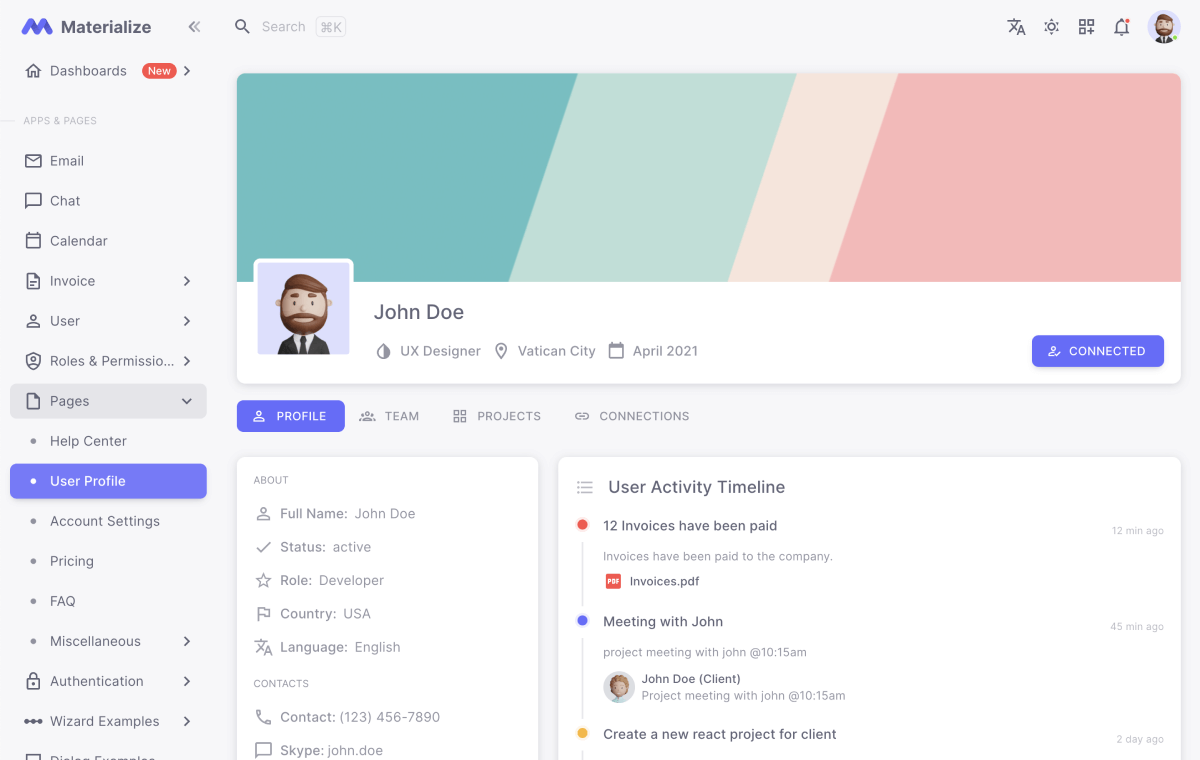 Materialize
Search ⌘K
Dashboards New
APPS & PAGES
Email
Chat
Calendar
Invoice
User
Roles & Permissio...
Pages
Help Center
User Profile
Account Settings
Pricing
FAQ
Miscellaneous
Authentication
Wizard Examples
Dialog Examples
John Doe
UX Designer Vatican City April 2021
CONNECTED
PROFILE TEAM PROJECTS CONNECTIONS
ABOUT
Full Name: John Doe
Status: active
Role: Developer
Country: USA
Language: English
CONTACTS
Contact: (123) 456-7890
Skype: john.doe
User Activity Timeline
12 Invoices have been paid
12 min ago
Invoices have been paid to the company.
PDF Invoices.pdf
Meeting with John
45 min ago
project meeting with john @10:15am
John Doe (Client)
Project meeting with john @10:15am
Create a new react project for client
2 day ago